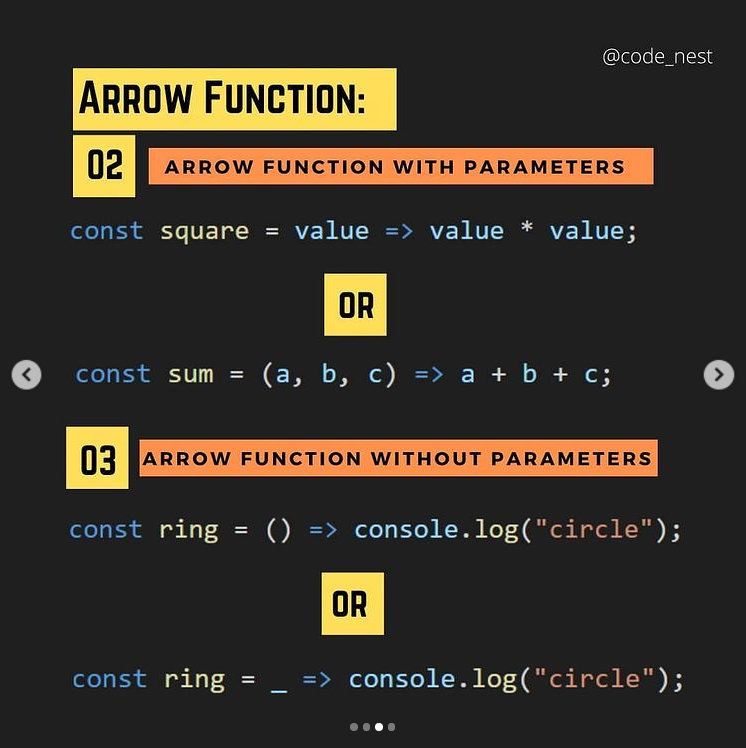 @code_nest
ARROW FUNCTION:
02
ARROW FUNCTION WITH PARAMETERS
const square = value => value * value;
OR
const sum = (a, b, c) => a + b + c;
03
ARROW FUNCTION WITHOUT PARAMETERS
const ring = () => console.log("circle");
OR
const ring = _ => console.log("circle");